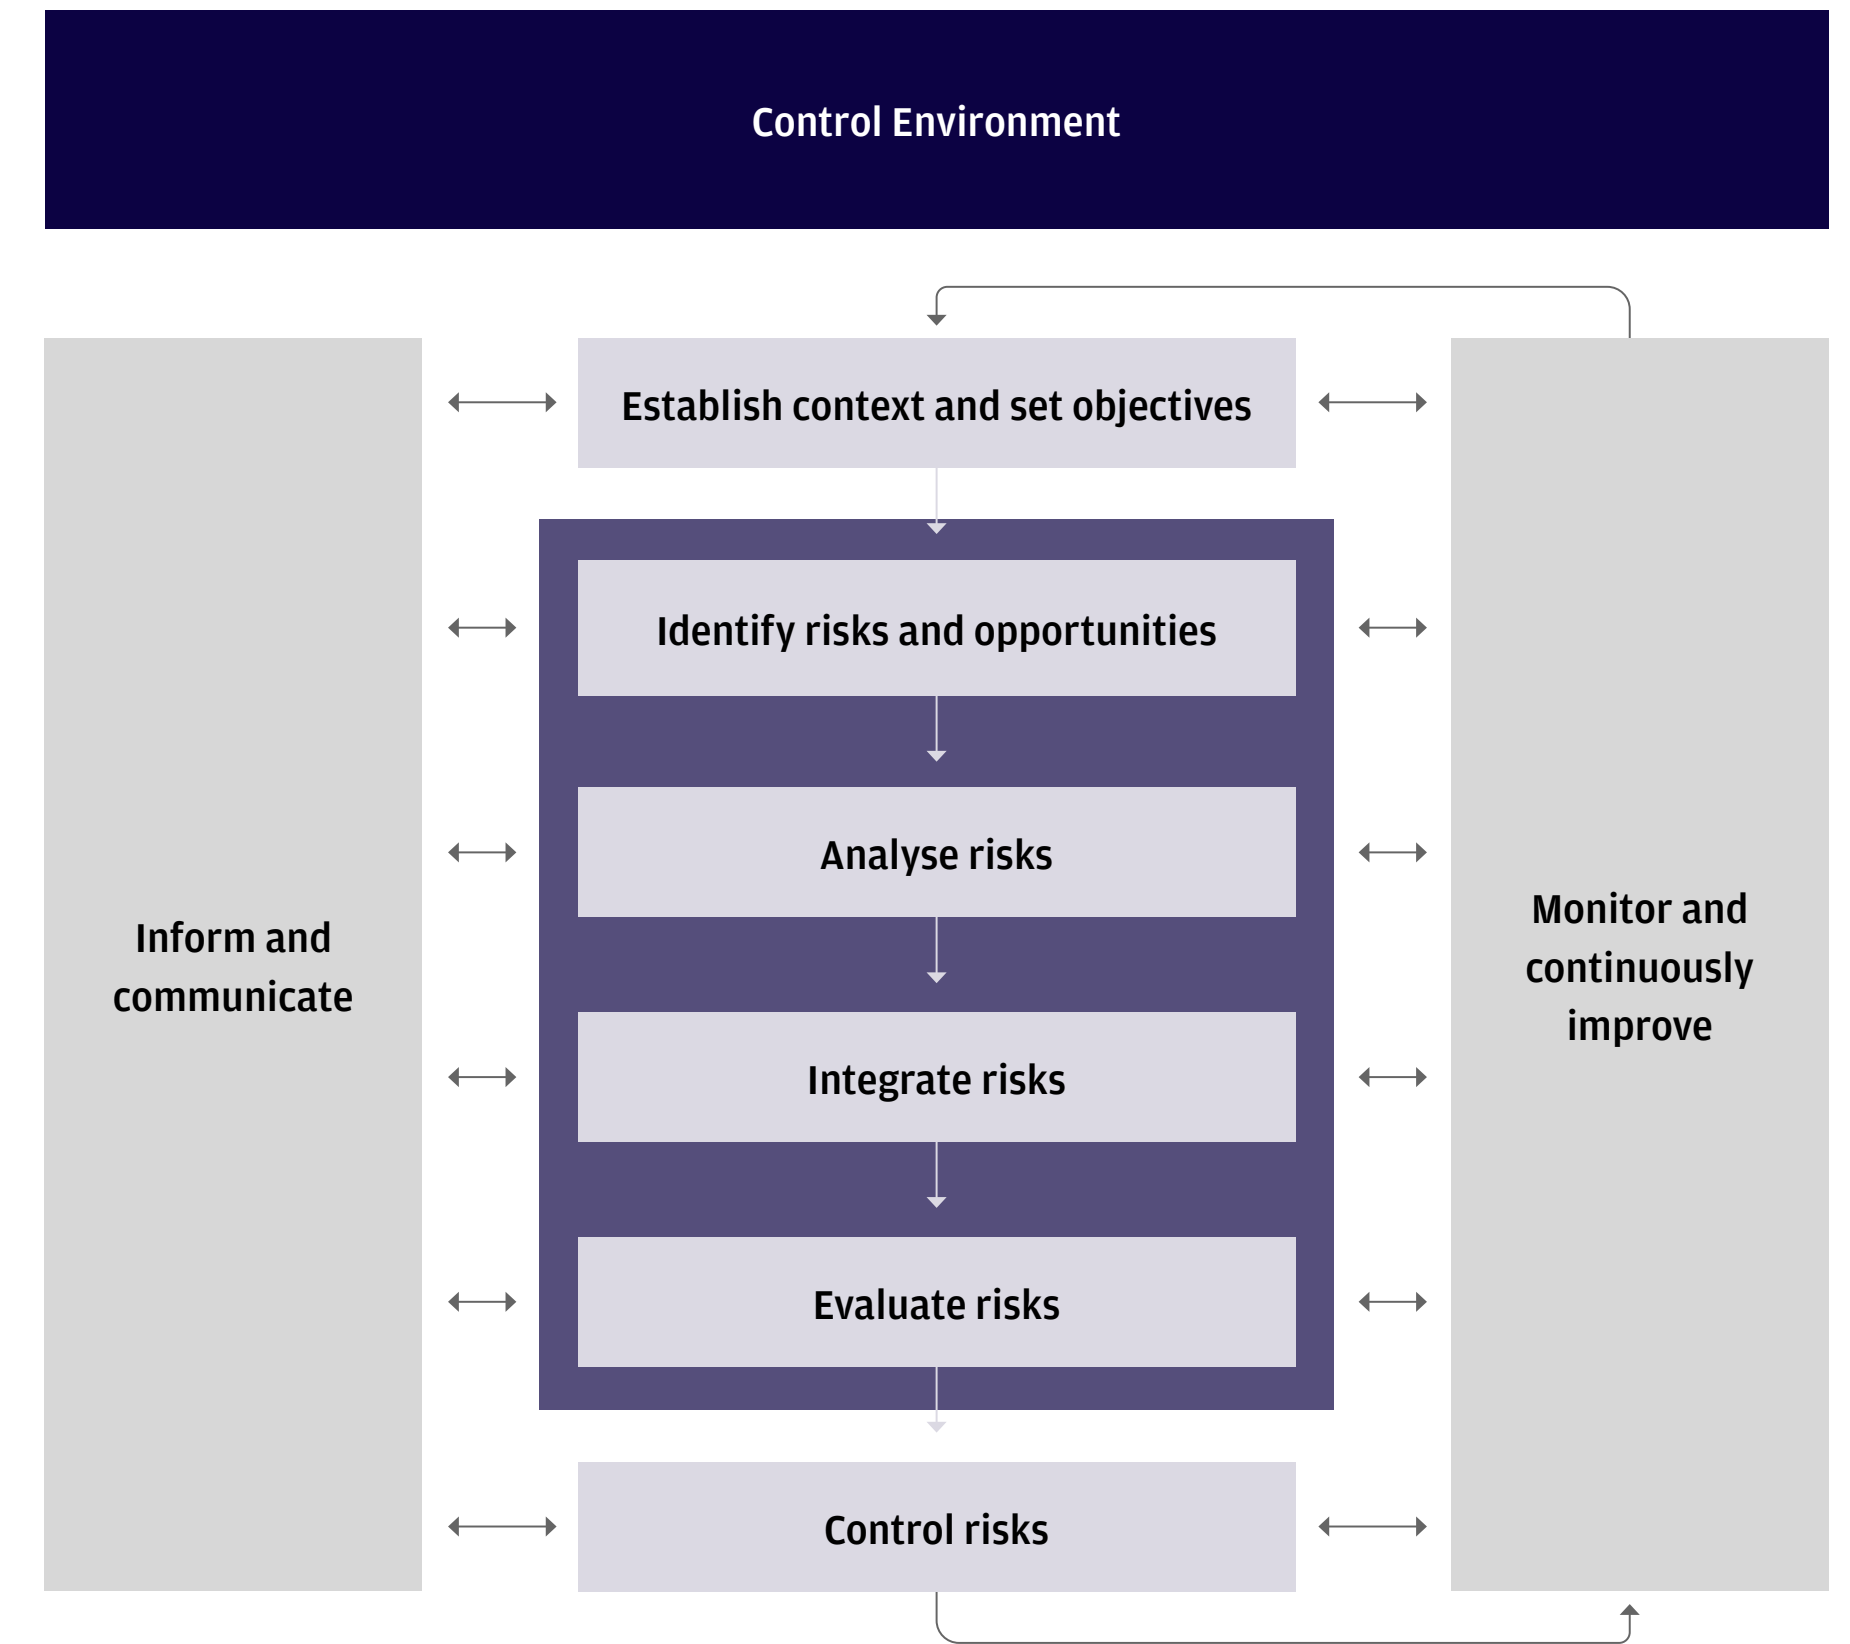 Control Environment
Establish context and set objectives
Identify risks and opportunities
Analyse risks
Integrate risks
Evaluate risks
Control risks
Inform and
communicate
Monitor and
continuously
improve